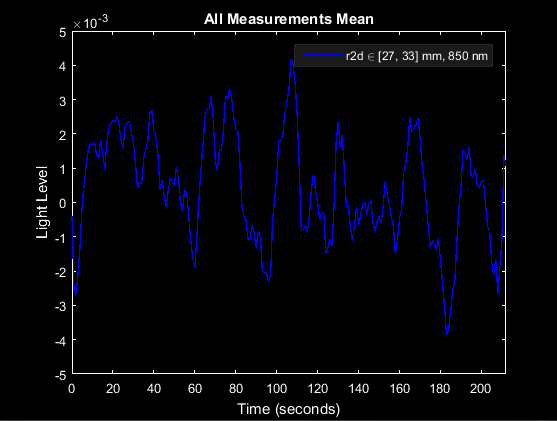 All Measurements Mean
×10⁻³
5
4
3
2
1
0
-1
-2
-3
-4
-5
Light Level
r2d ∈ [27, 33] mm, 850 nm
0 20 40 60 80 100 120 140 160 180 200
Time (seconds)